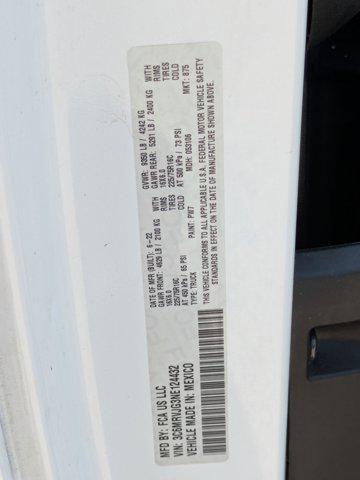 MFD BY: FCA US LLC
DATE OF MFR (BUILT): 6-22 GVWR: 9350 LB / 4242 KG
GAWR FRONT: 4629 LB / 2100 KG GAWR REAR: 5291 LB / 2400 KG WITH
16X6.0 16X6.0 RIMS WITH
225/75R16C 225/75R16C TIRES
AT 450 kPa / 65 PSI COLD AT 500 kPa / 73 PSI COLD
VIN: 3C6MRVJG3NE124432
TYPE: TRUCK PAINT: PW7 MDH: 053106 MKT: 875
VEHICLE MADE IN: MEXICO
THIS VEHICLE CONFORMS TO ALL APPLICABLE U.S.A. FEDERAL MOTOR VEHICLE SAFETY
STANDARDS IN EFFECT ON THE DATE OF MANUFACTURE SHOWN ABOVE.